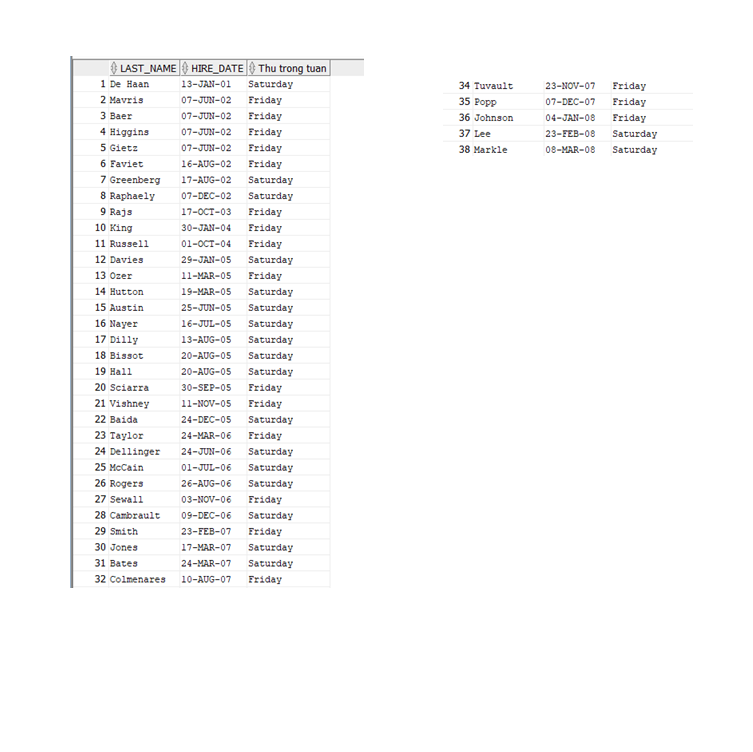 LAST_NAME HIRE_DATE Thu trong tuan
1 De Haan 13-JAN-01 Saturday
2 Mavris 07-JUN-02 Friday
3 Baer 07-JUN-02 Friday
4 Higgins 07-JUN-02 Friday
5 Gietz 07-JUN-02 Friday
6 Faviet 16-AUG-02 Friday
7 Greenberg 17-AUG-02 Saturday
8 Raphaely 07-DEC-02 Saturday
9 Rajs 17-OCT-03 Friday
10 King 30-JAN-04 Friday
11 Russell 01-OCT-04 Friday
12 Davies 29-JAN-05 Saturday
13 Ozer 11-MAR-05 Friday
14 Hutton 19-MAR-05 Saturday
15 Austin 25-JUN-05 Saturday
16 Nayer 16-JUL-05 Saturday
17 Dilly 13-AUG-05 Saturday
18 Bissot 20-AUG-05 Saturday
19 Hall 20-AUG-05 Saturday
20 Sciarra 30-SEP-05 Friday
21 Vishney 11-NOV-05 Friday
22 Baida 24-DEC-05 Saturday
23 Taylor 24-MAR-06 Friday
24 Dellinger 24-JUN-06 Saturday
25 McCain 01-JUL-06 Saturday
26 Rogers 26-AUG-06 Saturday
27 Sewall 03-NOV-06 Friday
28 Cambrault 09-DEC-06 Saturday
29 Smith 23-FEB-07 Friday
30 Jones 17-MAR-07 Saturday
31 Bates 24-MAR-07 Saturday
32 Colmenares 10-AUG-07 Friday
34 Tuvault 23-NOV-07 Friday
35 Popp 07-DEC-07 Friday
36 Johnson 04-JAN-08 Friday
37 Lee 23-FEB-08 Saturday
38 Markle 08-MAR-08 Saturday